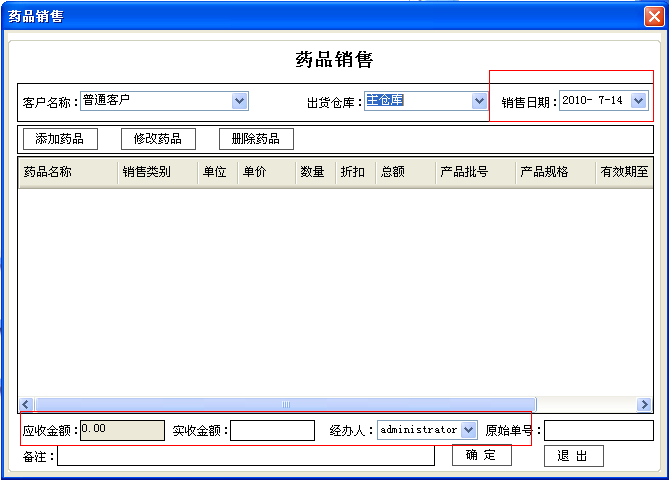 药品销售
药品销售
客户名称： 普通客户 出货仓库： 主仓库 销售日期： 2010- 7-14
添加药品 修改药品 删除药品
药品名称 销售类别 单位 单价 数量 折扣 总额 产品批号 产品规格 有效期至
应收金额： 0.00 实收金额： 经办人： administrator 原始单号：
备注： 确 定 退 出